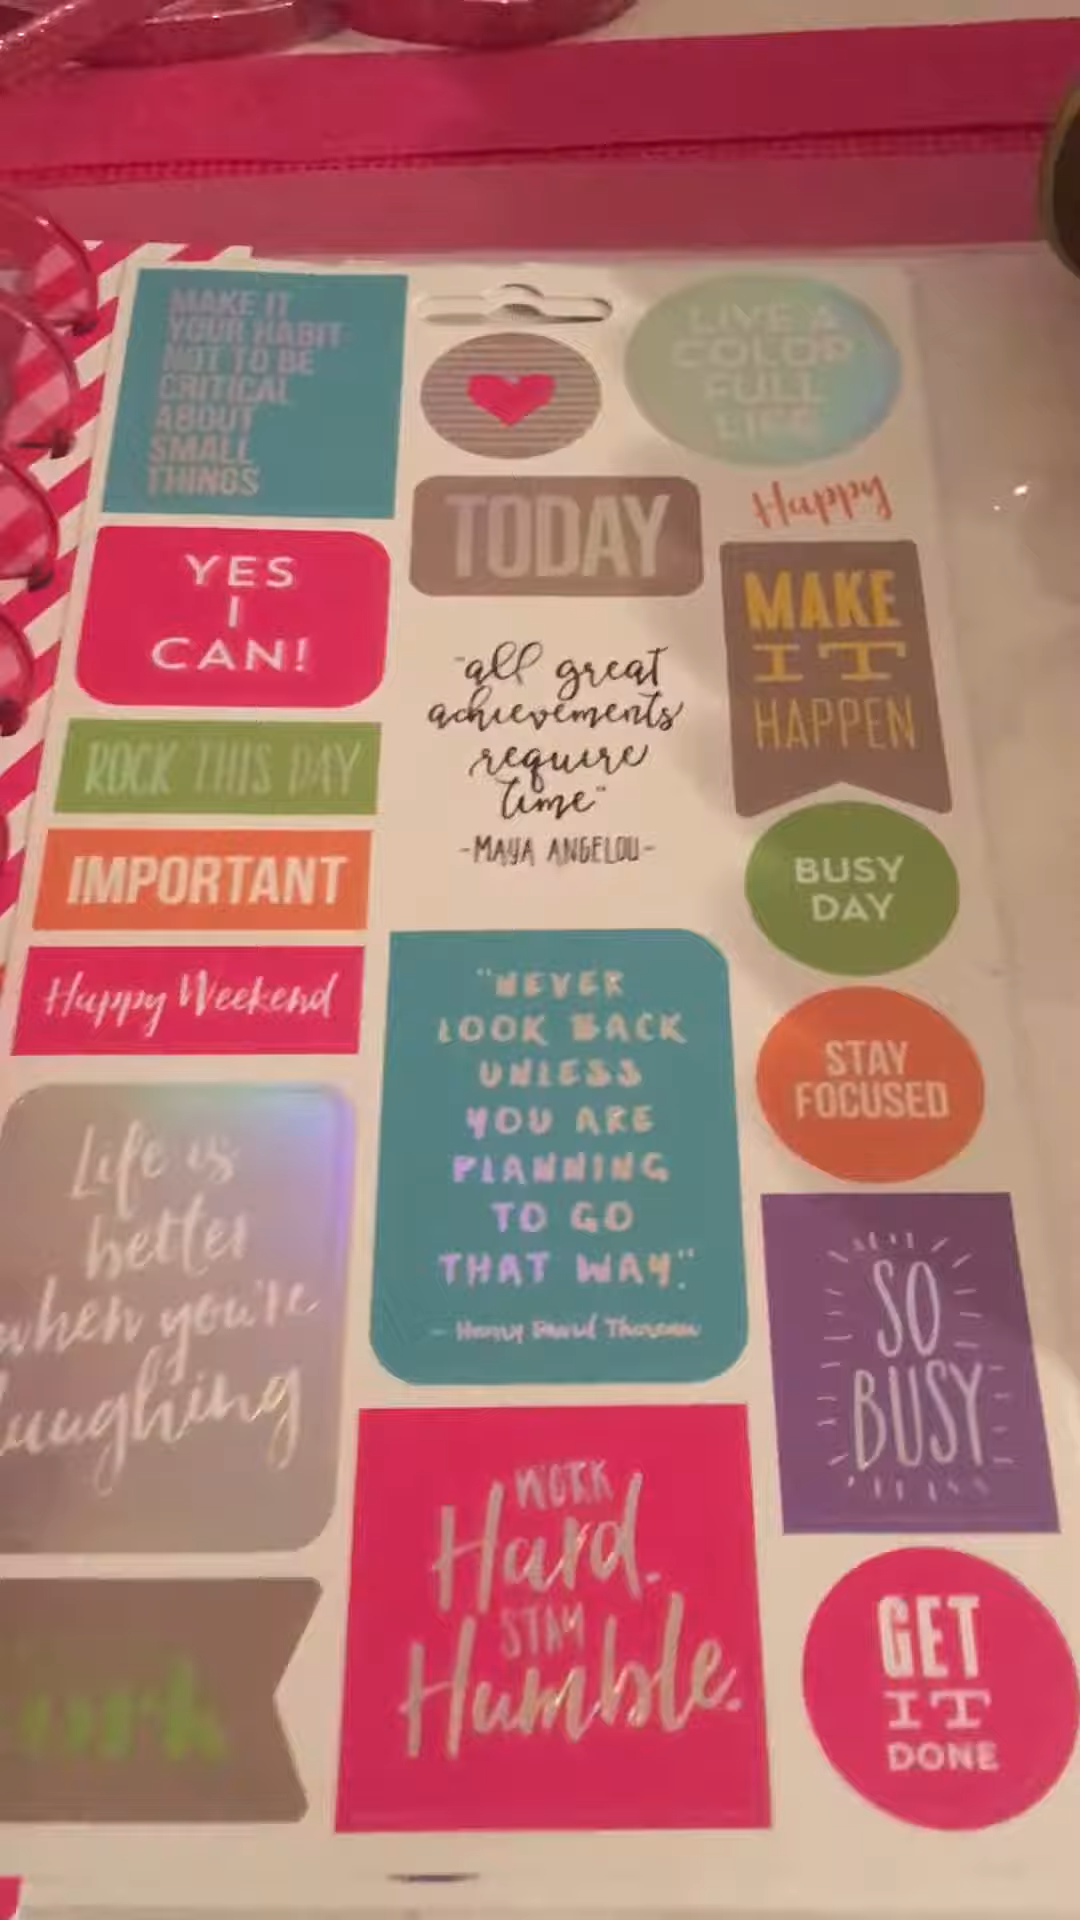 MAKE IT
YOUR HABIT
NOT TO BE
CRITICAL
ABOUT
SMALL
THINGS
YES
I
CAN!
ROCK THIS DAY
IMPORTANT
Happy Weekend
Life is
better
when you're
laughing
TODAY
"all great
achievements
require
time"
-MAYA ANGELOU-
"NEVER
LOOK BACK
UNLESS
YOU ARE
PLANNING
TO GO
THAT WAY."
- Henry David Thoreau
WORK
Hard.
STAY
Humble.
LIVE A
COLOR
FULL
LIFE
Happy
MAKE
IT
HAPPEN
BUSY
DAY
STAY
FOCUSED
SO
BUSY
GET
IT
DONE